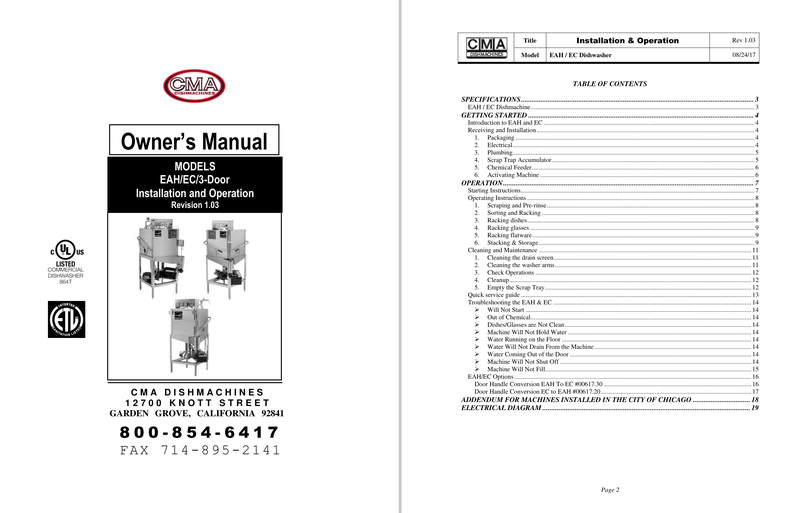 CMA
DISHMACHINES
Owner's Manual
MODELS
EAH/EC/3-Door
Installation and Operation
Revision 1.03
C UL US
LISTED
COMMERCIAL
DISHWASHER
864T
ETL
CMA DISHMACHINES
12700 KNOTT STREET
GARDEN GROVE, CALIFORNIA 92841
800-854-6417
FAX 714-895-2141
CMA
DISHMACHINES
Title Installation & Operation Rev 1.03
Model EAH / EC Dishwasher 08/24/17
TABLE OF CONTENTS
SPECIFICATIONS 3
EAH / EC Dishmachine 3
GETTING STARTED 4
Introduction to EAH and EC 4
Receiving and Installation 4
1. Packaging 4
2. Electrical 4
3. Plumbing 5
4. Scrap Trap Accumulator 5
5. Chemical Feeder 6
6. Activating Machine 6
OPERATION 7
Starting Instructions 7
Operating Instructions 8
1. Scraping and Pre-rinse 8
2. Sorting and Racking 8
3. Racking dishes 8
4. Racking glasses 9
5. Racking flatware 9
6. Stacking & Storage 9
Cleaning and Maintenance 11
1. Cleaning the drain screen 11
2. Cleaning the washer arms 11
3. Check Operations 12
4. Cleanup 12
5. Empty the Scrap Tray 12
Quick service guide 13
Troubleshooting the EAH & EC 14
➢ Will Not Start 14
➢ Out of Chemical 14
➢ Dishes/Glasses are Not Clean 14
➢ Machine Will Not Hold Water 14
➢ Water Running on the Floor 14
➢ Water Will Not Drain From the Machine 14
➢ Water Coming Out of the Door 14
➢ Machine Will Not Shut Off 14
➢ Machine Will Not Fill 15
EAH/EC Options 16
Door Handle Conversion EAH To EC #00617.30 16
Door Handle Conversion EC to EAH #00617.20 17
ADDENDUM FOR MACHINES INSTALLED IN THE CITY OF CHICAGO 18
ELECTRICAL DIAGRAM 19
Page 2